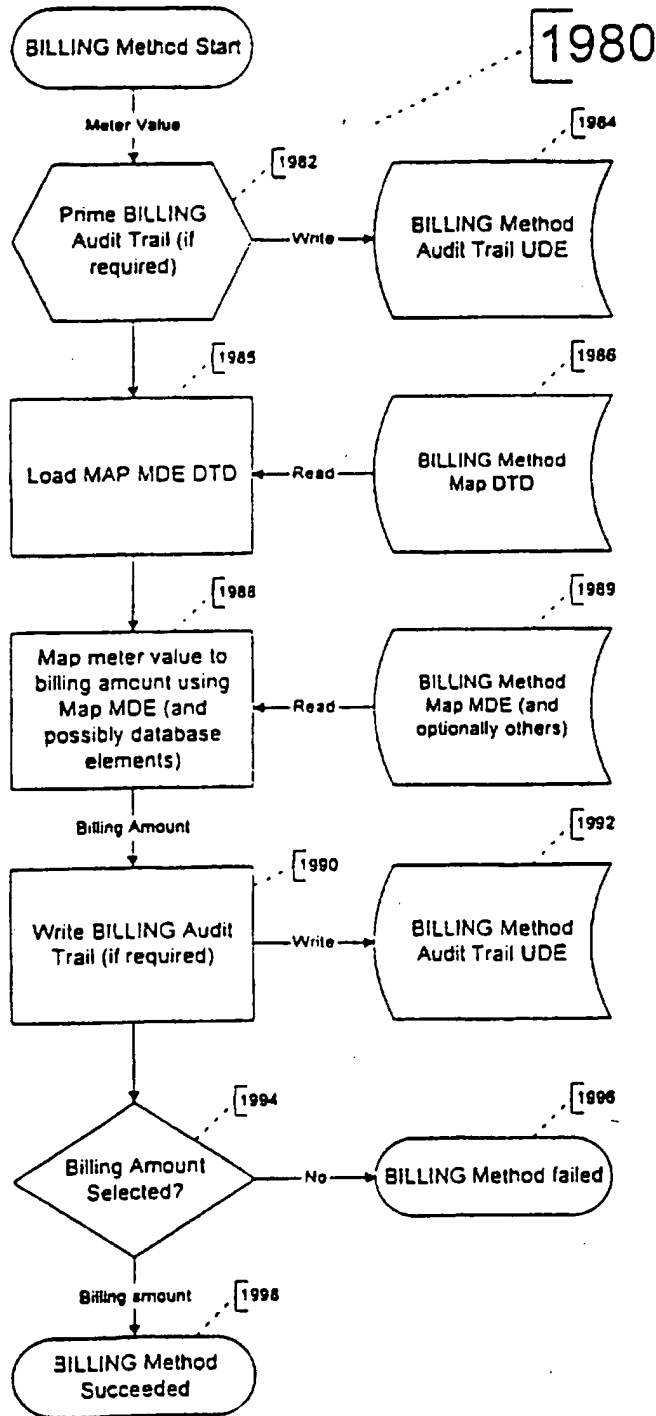 BILLING Method Start
1980
Meter Value
1982
1984
Prime BILLING
Audit Trail (if
required)
Write
BILLING Method
Audit Trail UDE
1985
1986
Load MAP MDE DTD
Read
BILLING Method
Map DTD
1988
1989
Map meter value to
billing amount using
Map MDE (and
possibly database
elements)
Read
BILLING Method
Map MDE (and
optionally others)
Billing Amount
1990
1992
Write BILLING Audit
Trail (if required)
Write
BILLING Method
Audit Trail UDE
1994
1996
Billing Amount
Selected?
No
BILLING Method failed
Billing amount
1998
BILLING Method
Succeeded